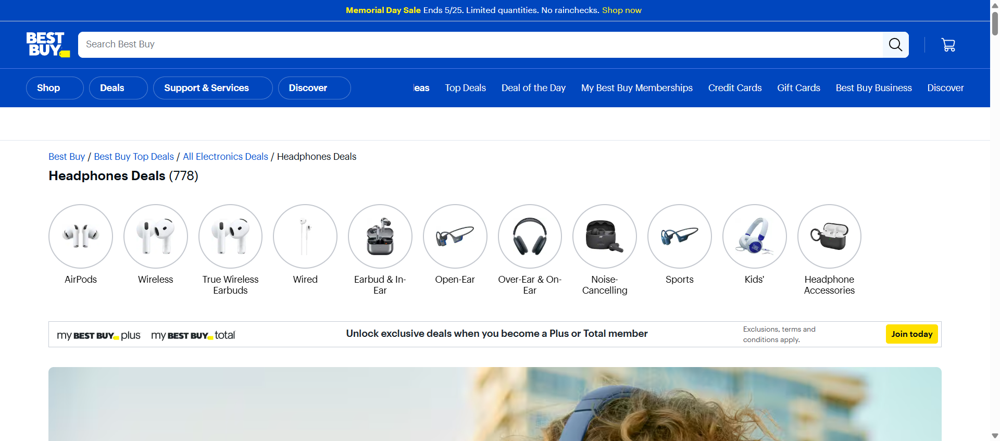 Memorial Day Sale Ends 5/25. Limited quantities. No rainchecks. Shop now
BEST
BUY
Search Best Buy
Shop
Deals
Support & Services
Discover
eas
Top Deals
Deal of the Day
My Best Buy Memberships
Credit Cards
Gift Cards
Best Buy Business
Discover
Best Buy / Best Buy Top Deals / All Electronics Deals / Headphones Deals
Headphones Deals (778)
AirPods
Wireless
True Wireless
Earbuds
Wired
Earbud & In-
Ear
Open-Ear
Over-Ear & On-
Ear
Noise-
Cancelling
Sports
Kids'
Headphone
Accessories
my BEST BUY plus
my BEST BUY total
Unlock exclusive deals when you become a Plus or Total member
Exclusions, terms and
conditions apply.
Join today